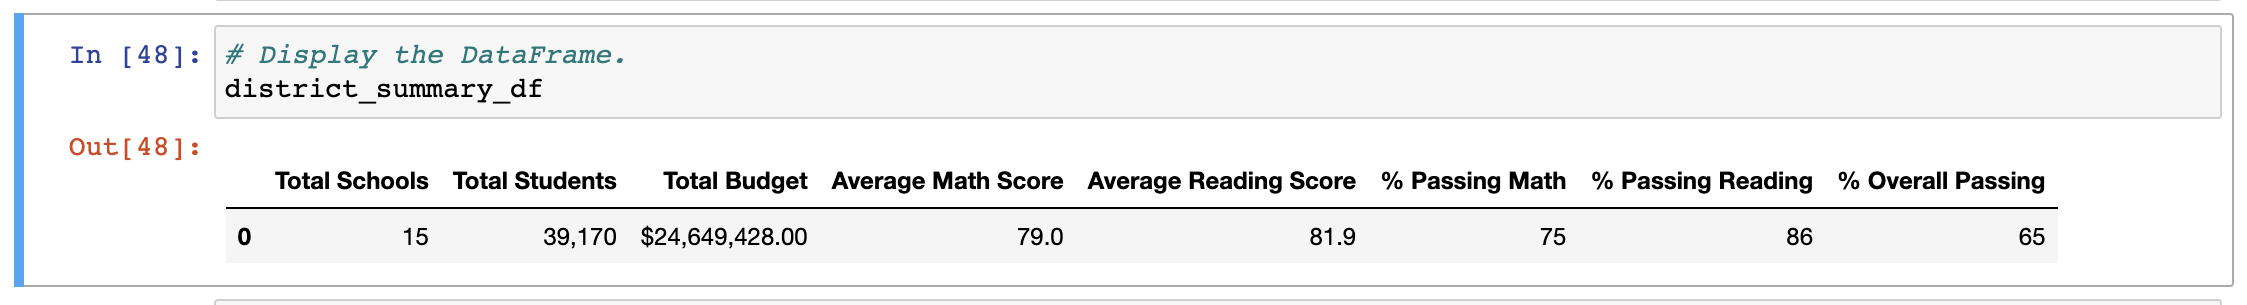 In [48]: # Display the DataFrame.
district_summary_df
Out[48]:
Total Schools Total Students Total Budget Average Math Score Average Reading Score % Passing Math % Passing Reading % Overall Passing
0 15 39,170 $24,649,428.00 79.0 81.9 75 86 65